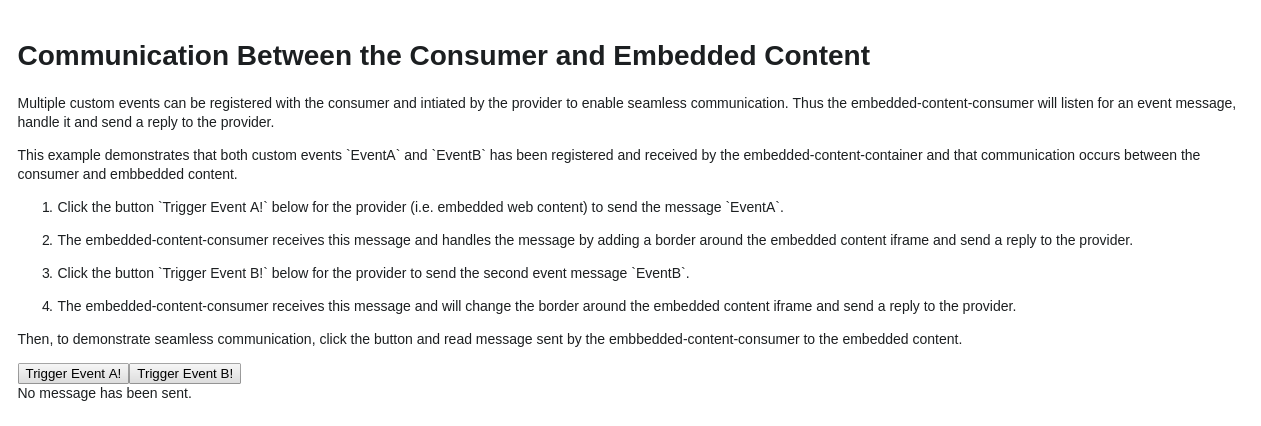 Communication Between the Consumer and Embedded Content
Multiple custom events can be registered with the consumer and intiated by the provider to enable seamless communication. Thus the embedded-content-consumer will listen for an event message,
handle it and send a reply to the provider.
This example demonstrates that both custom events `EventA` and `EventB` has been registered and received by the embedded-content-container and that communication occurs between the
consumer and embbedded content.
1. Click the button `Trigger Event A!` below for the provider (i.e. embedded web content) to send the message `EventA`.
2. The embedded-content-consumer receives this message and handles the message by adding a border around the embedded content iframe and send a reply to the provider.
3. Click the button `Trigger Event B!` below for the provider to send the second event message `EventB`.
4. The embedded-content-consumer receives this message and will change the border around the embedded content iframe and send a reply to the provider.
Then, to demonstrate seamless communication, click the button and read message sent by the embbedded-content-consumer to the embedded content.
Trigger Event A! Trigger Event B!
No message has been sent.